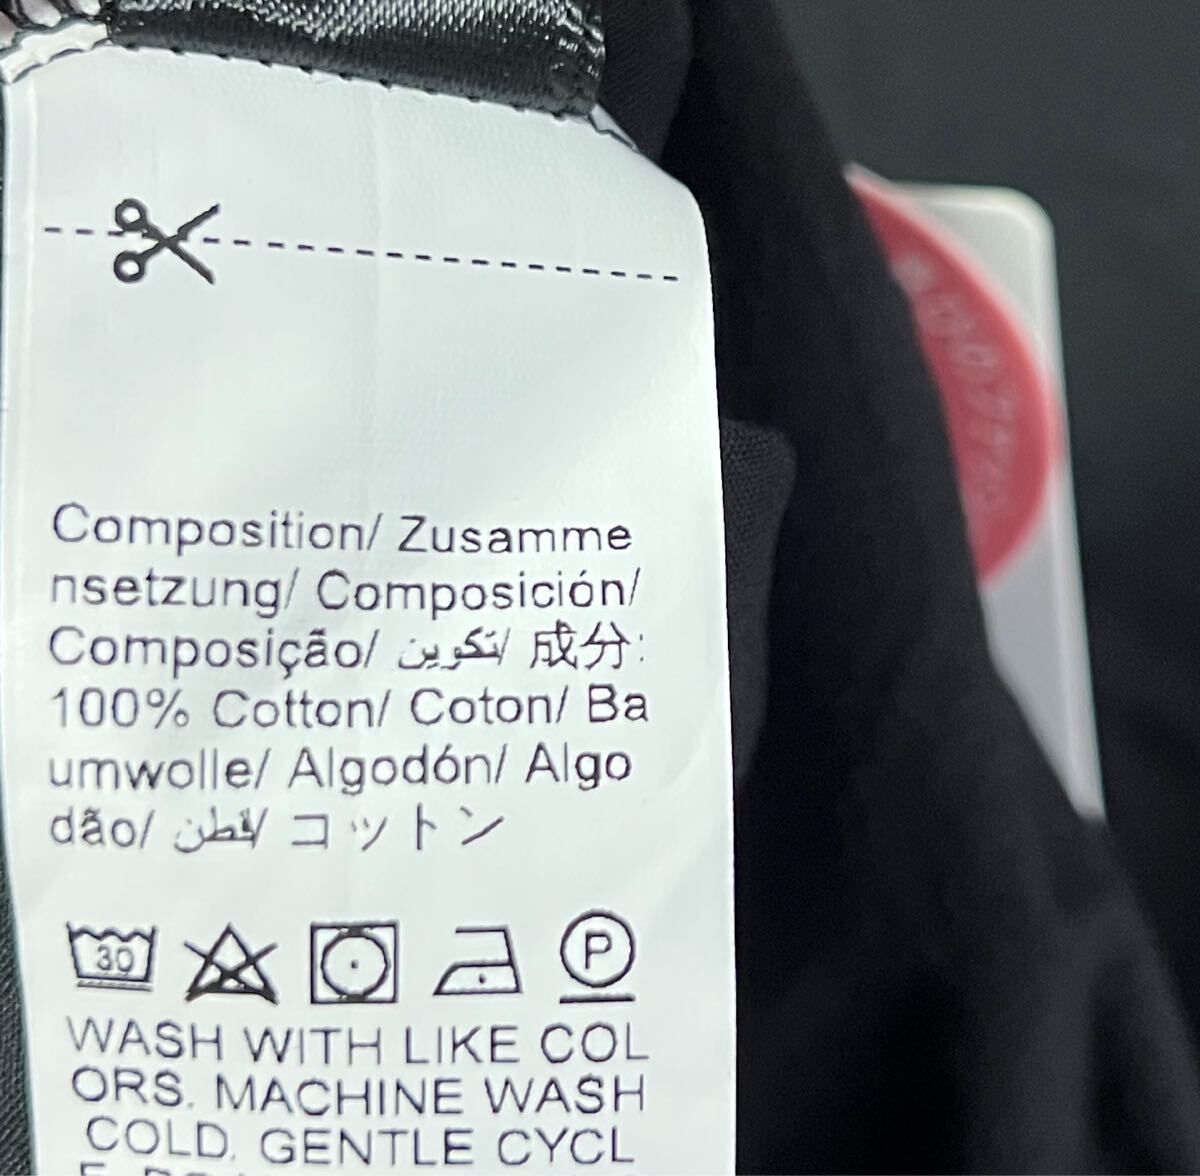 Composition/ Zusamme
nsetzung/ Composición/
Composição/ تكوين/ 成分:
100% Cotton/ Coton/ Ba
umwolle/ Algodón/ Algo
dão/ قطن/ コットン
30
P
WASH WITH LIKE COL
ORS. MACHINE WASH
COLD. GENTLE CYCL